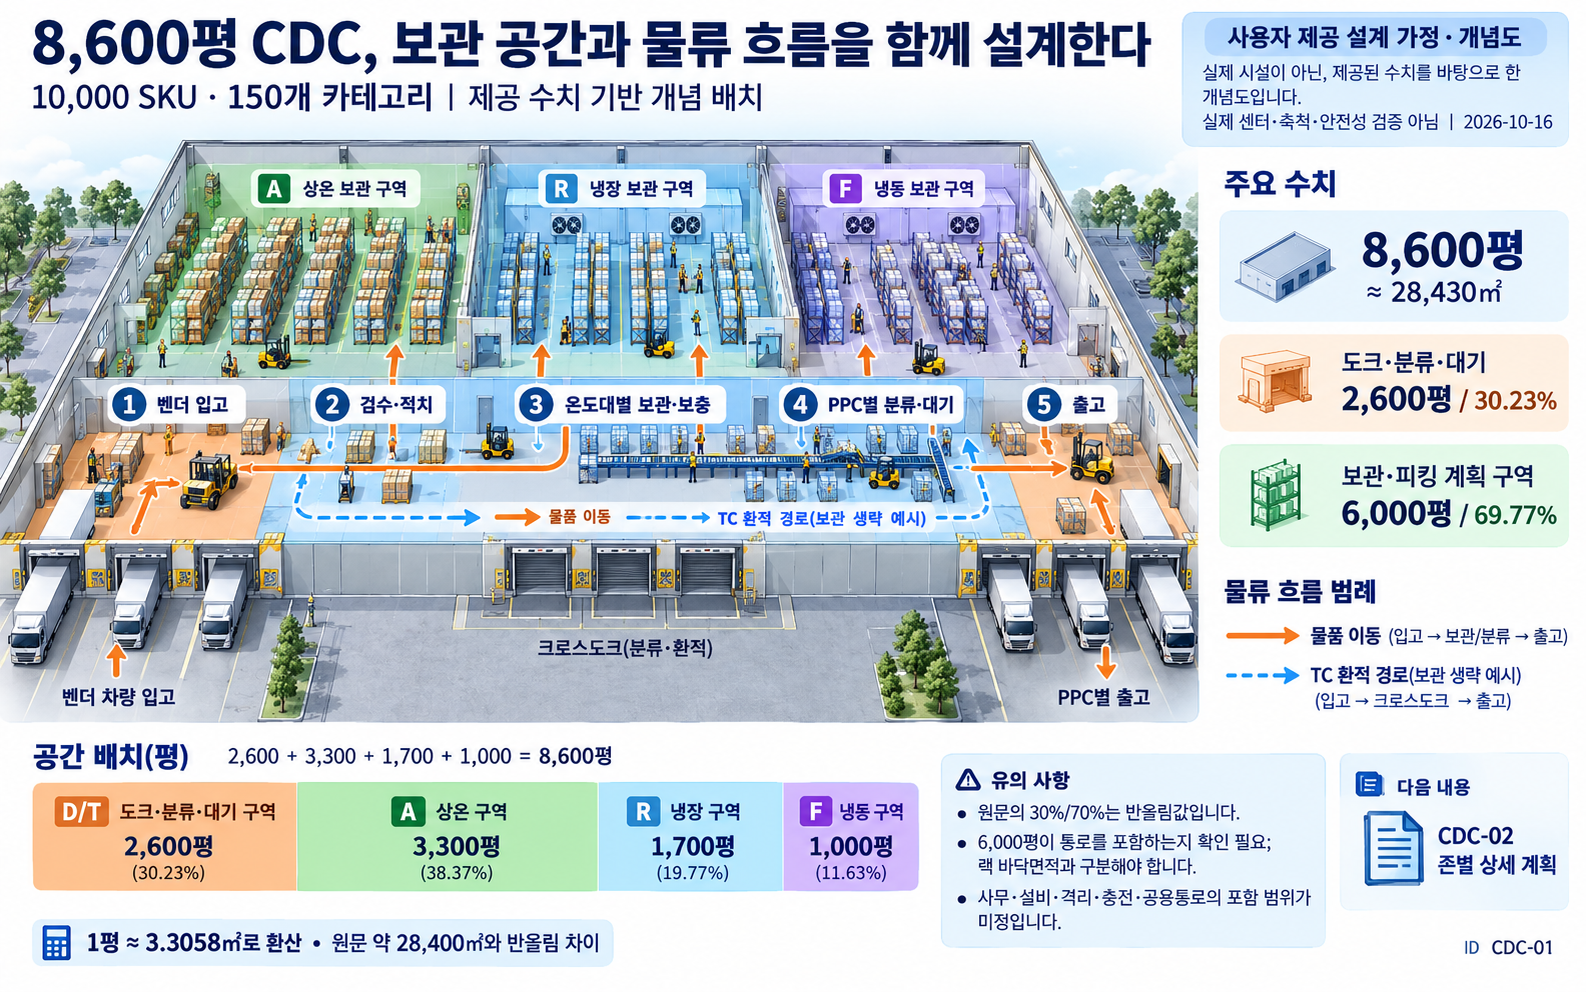 8,600평 CDC, 보관 공간과 물류 흐름을 함께 설계한다
10,000 SKU · 150개 카테고리 | 제공 수치 기반 개념 배치
사용자 제공 설계 가정 · 개념도
실제 시설이 아닌, 제공된 수치를 바탕으로 한
개념도입니다.
실제 센터·축척·안전성 검증 아님 | 2026-10-16
A 상온 보관 구역
R 냉장 보관 구역
F 냉동 보관 구역
1 벤더 입고
2 검수·적치
3 온도대별 보관·보충
4 PPC별 분류·대기
5 출고
물품 이동
TC 환적 경로(보관 생략 예시)
크로스도크(분류·환적)
벤더 차량 입고
PPC별 출고
주요 수치
8,600평
≈ 28,430㎡
도크·분류·대기
2,600평 / 30.23%
보관·피킹 계획 구역
6,000평 / 69.77%
물류 흐름 범례
물품 이동 (입고 → 보관/분류 → 출고)
TC 환적 경로(보관 생략 예시)
(입고 → 크로스도크 → 출고)
공간 배치(평)
2,600 + 3,300 + 1,700 + 1,000 = 8,600평
D/T 도크·분류·대기 구역
2,600평
(30.23%)
A 상온 구역
3,300평
(38.37%)
R 냉장 구역
1,700평
(19.77%)
F 냉동 구역
1,000평
(11.63%)
1평 ≈ 3.3058㎡로 환산 • 원문 약 28,400㎡와 반올림 차이
유의 사항
• 원문의 30%/70%는 반올림값입니다.
• 6,000평이 통로를 포함하는지 확인 필요;
랙 바닥면적과 구분해야 합니다.
• 사무·설비·격리·충전·공용통로의 포함 범위가
미정입니다.
다음 내용
CDC-02
존별 상세 계획
ID CDC-01